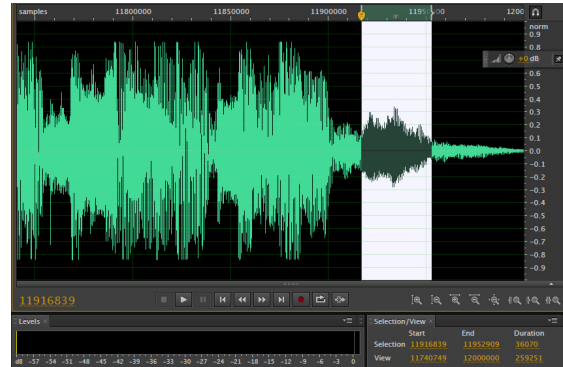 samples 11800000 11850000 11900000 1200
norm
0.9
0.8
+0 dB
0.6
0.5
0.4
0.3
0.2
0.1
0.0
-0.1
-0.2
-0.3
-0.4
-0.5
-0.6
-0.7
-0.8
-0.9
11916839
Levels ×
dB -57 -54 -51 -48 -45 -42 -39 -36 -33 -30 -27 -24 -21 -18 -15 -12 -9 -6 -3 0
Selection/View ×
Start End Duration
Selection 11916839 11952909 36070
View 11740749 12000000 259251